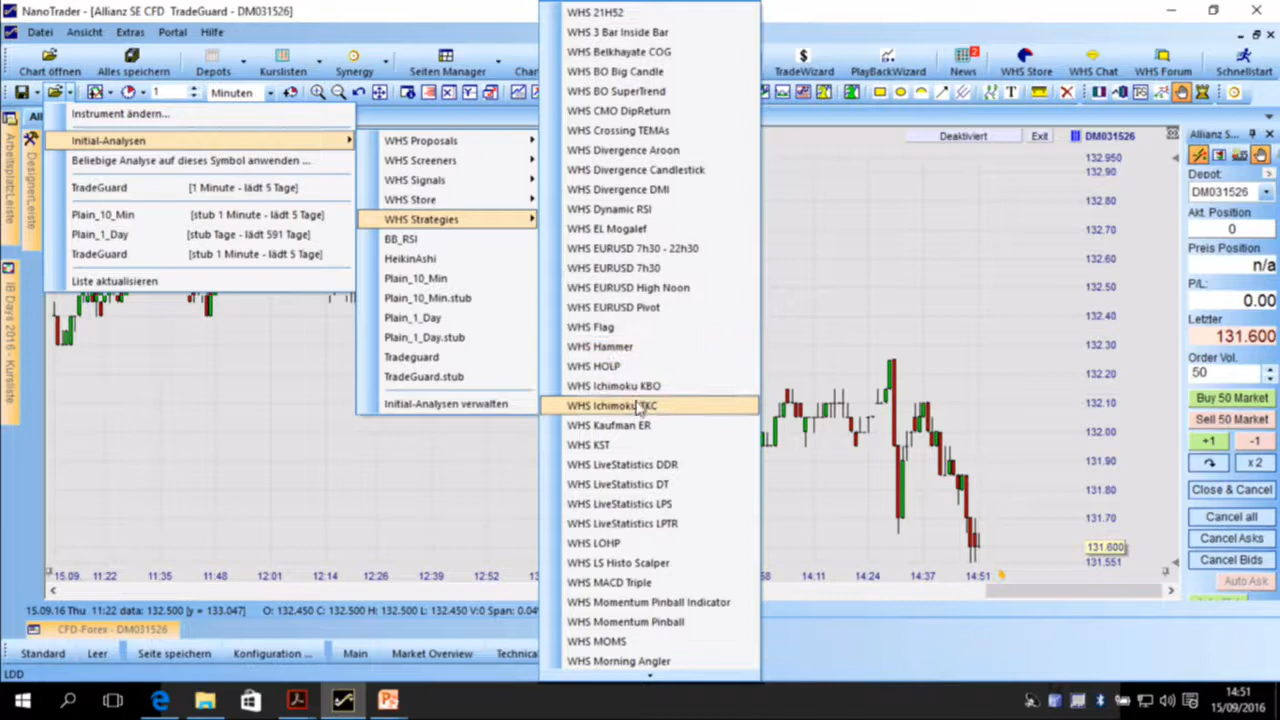 NanoTrader - [Allianz SE CFD TradeGuard - DM031526]
Datei Ansicht Extras Portal Hilfe
Chart öffnen Alles speichern Depots Kurslisten Synergy Seiten Manager Char
TradeWizard PlayBackWizard News 2 WHS Store WHS Chat WHS Forum Schnellstart
1 Minuten
Instrument ändern...
Initial-Analysen
Beliebige Analyse auf dieses Symbol anwenden ...
TradeGuard [1 Minute - lädt 5 Tage]
Plain_10_Min [stub 1 Minute - lädt 5 Tage]
Plain_1_Day [stub Tage - lädt 591 Tage]
TradeGuard [stub 1 Minute - lädt 5 Tage]
Liste aktualisieren
WHS Proposals
WHS Screeners
WHS Signals
WHS Store
WHS Strategies
BB_RSI
HeikinAshi
Plain_10_Min
Plain_10_Min.stub
Plain_1_Day
Plain_1_Day.stub
Tradeguard
TradeGuard.stub
Initial-Analysen verwalten
WHS 21H52
WHS 3 Bar Inside Bar
WHS Belkhayate COG
WHS BO Big Candle
WHS BO SuperTrend
WHS CMO DipReturn
WHS Crossing TEMAs
WHS Divergence Aroon
WHS Divergence Candlestick
WHS Divergence DMI
WHS Dynamic RSI
WHS EL Mogalef
WHS EURUSD 7h30 - 22h30
WHS EURUSD 7h30
WHS EURUSD High Noon
WHS EURUSD Pivot
WHS Flag
WHS Hammer
WHS HOLP
WHS Ichimoku KBO
WHS Ichimoku
WHS Kaufman ER
WHS KST
WHS LiveStatistics DDR
WHS LiveStatistics DT
WHS LiveStatistics LPS
WHS LiveStatistics LPTR
WHS LOHP
WHS LS Histo Scalper
WHS MACD Triple
WHS Momentum Pinball Indicator
WHS Momentum Pinball
WHS MOMS
WHS Morning Angler
ArbeitsplatzLeiste
DesignerLeiste
IB Days 2016 - Kursliste
Deaktiviert Exit DM031526
132.950
132.90
132.80
132.70
132.60
132.50
132.40
132.30
132.20
132.10
132.00
131.90
131.80
131.70
131.600
131.551
Allianz S...
Depot:
DM031526
Akt. Position
0
Preis Position
n/a
P/L:
0.00
Letzter
131.600
Order Vol.
50
Buy 50 Market
Sell 50 Market
+1 -1
x 2
Close & Cancel
Cancel all
Cancel Asks
Cancel Bids
Auto Ask
15.09. 11:22 11:35 11:48 12:01 12:14 12:26 12:39 12:52 14:11 14:24 14:37 14:51
15.09.16 Thu, 11:22 data: 132.500 [y = 133.047] O: 132.450 C: 132.500 H: 132.500 L: 132.450 V:0 Span: 0.04
CFD-Forex - DM031526
Standard Leer Seite speichern Konfiguration ... Main Market Overview Technica
LDD
14:51
15/09/2016